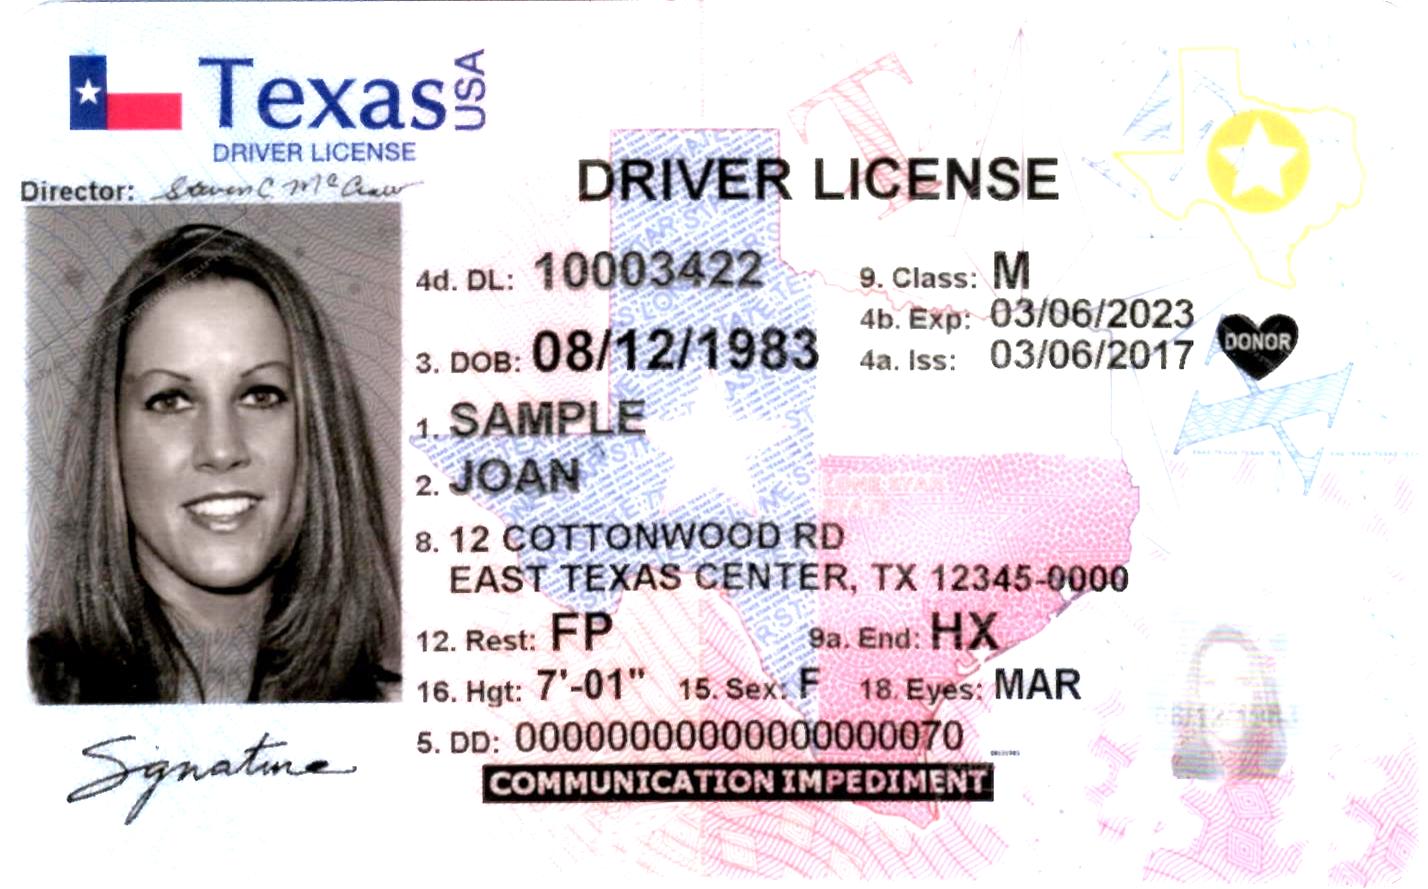 Texas USA
DRIVER LICENSE
Director: Steven C McCraw
DRIVER LICENSE
4d. DL: 10003422
9. Class: M
4b. Exp: 03/06/2023
3. DOB: 08/12/1983
4a. Iss: 03/06/2017
DONOR
1. SAMPLE
2. JOAN
8. 12 COTTONWOOD RD
EAST TEXAS CENTER, TX 12345-0000
12. Rest: FP
9a. End: HX
16. Hgt: 7'-01" 15. Sex: F 18. Eyes: MAR
5. DD: 00000000000000000070
Signature
COMMUNICATION IMPEDIMENT